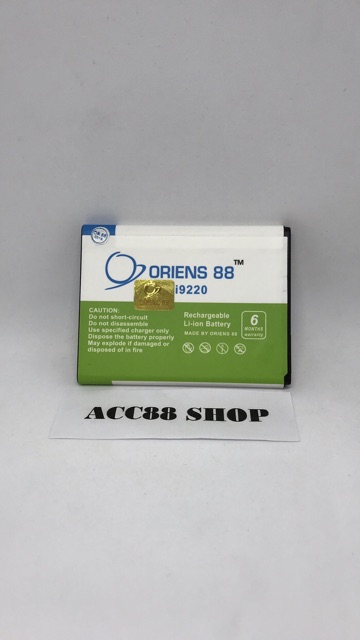 ORIENS 88™
i9220
CAUTION:
Do not short-circuit
Do not disassemble
Use specified charger only
Dispose the battery properly
May explode if damaged or
disposed of in fire
Rechargeable
Li-ion Battery
MADE BY ORIENS 88
6
MONTHS
warranty
ACC88 SHOP